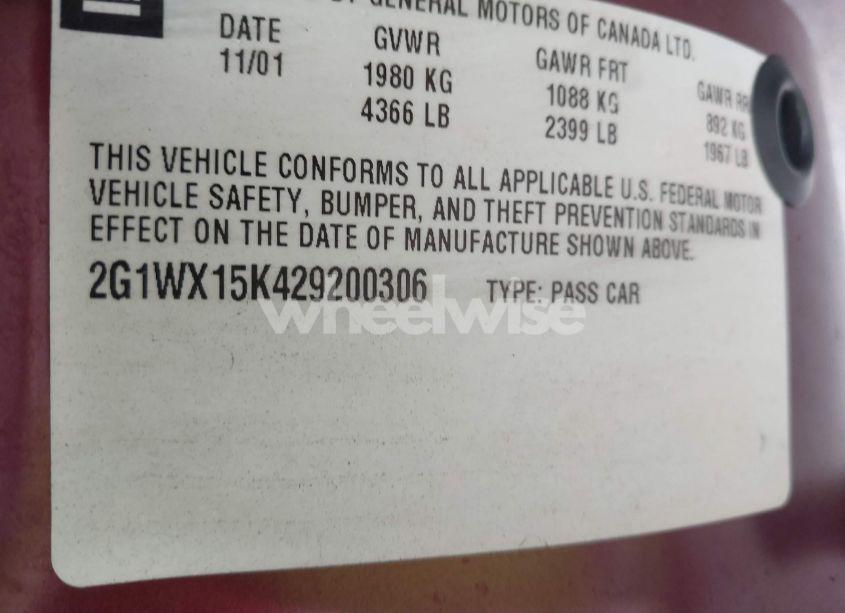 BY GENERAL MOTORS OF CANADA LTD.
DATE GVWR GAWR FRT GAWR RR
11/01 1980 KG 1088 KG 892 KG
4366 LB 2399 LB 1967 LB
THIS VEHICLE CONFORMS TO ALL APPLICABLE U.S. FEDERAL MOTOR
VEHICLE SAFETY, BUMPER, AND THEFT PREVENTION STANDARDS IN
EFFECT ON THE DATE OF MANUFACTURE SHOWN ABOVE.
2G1WX15K429200306 TYPE: PASS CAR
wheelwise